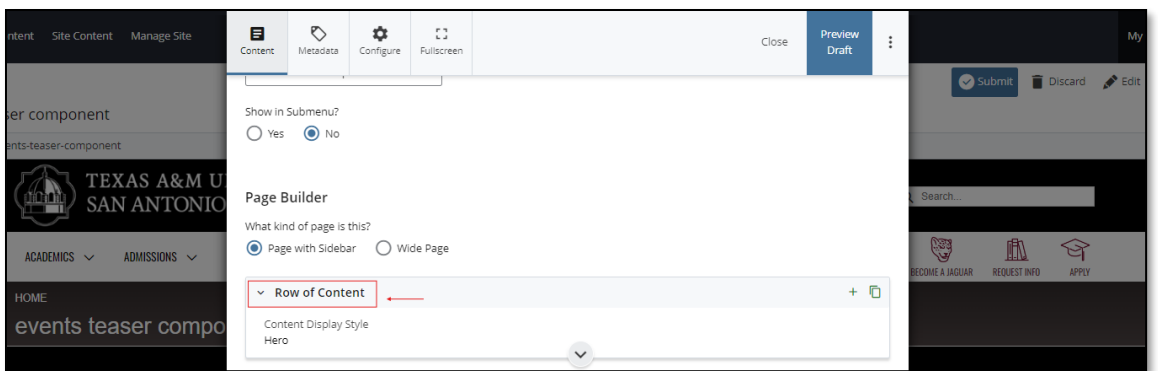 ntent Site Content Manage Site
Content Metadata Configure Fullscreen
Close
Preview
Draft
My
Submit Discard Edit
ser component
ents-teaser-component
Show in Submenu?
Yes No
TEXAS A&M U
SAN ANTONIO
Search...
Page Builder
What kind of page is this?
Page with Sidebar Wide Page
ACADEMICS ADMISSIONS
BECOME A JAGUAR REQUEST INFO APPLY
Row of Content
HOME
events teaser compo
Content Display Style
Hero